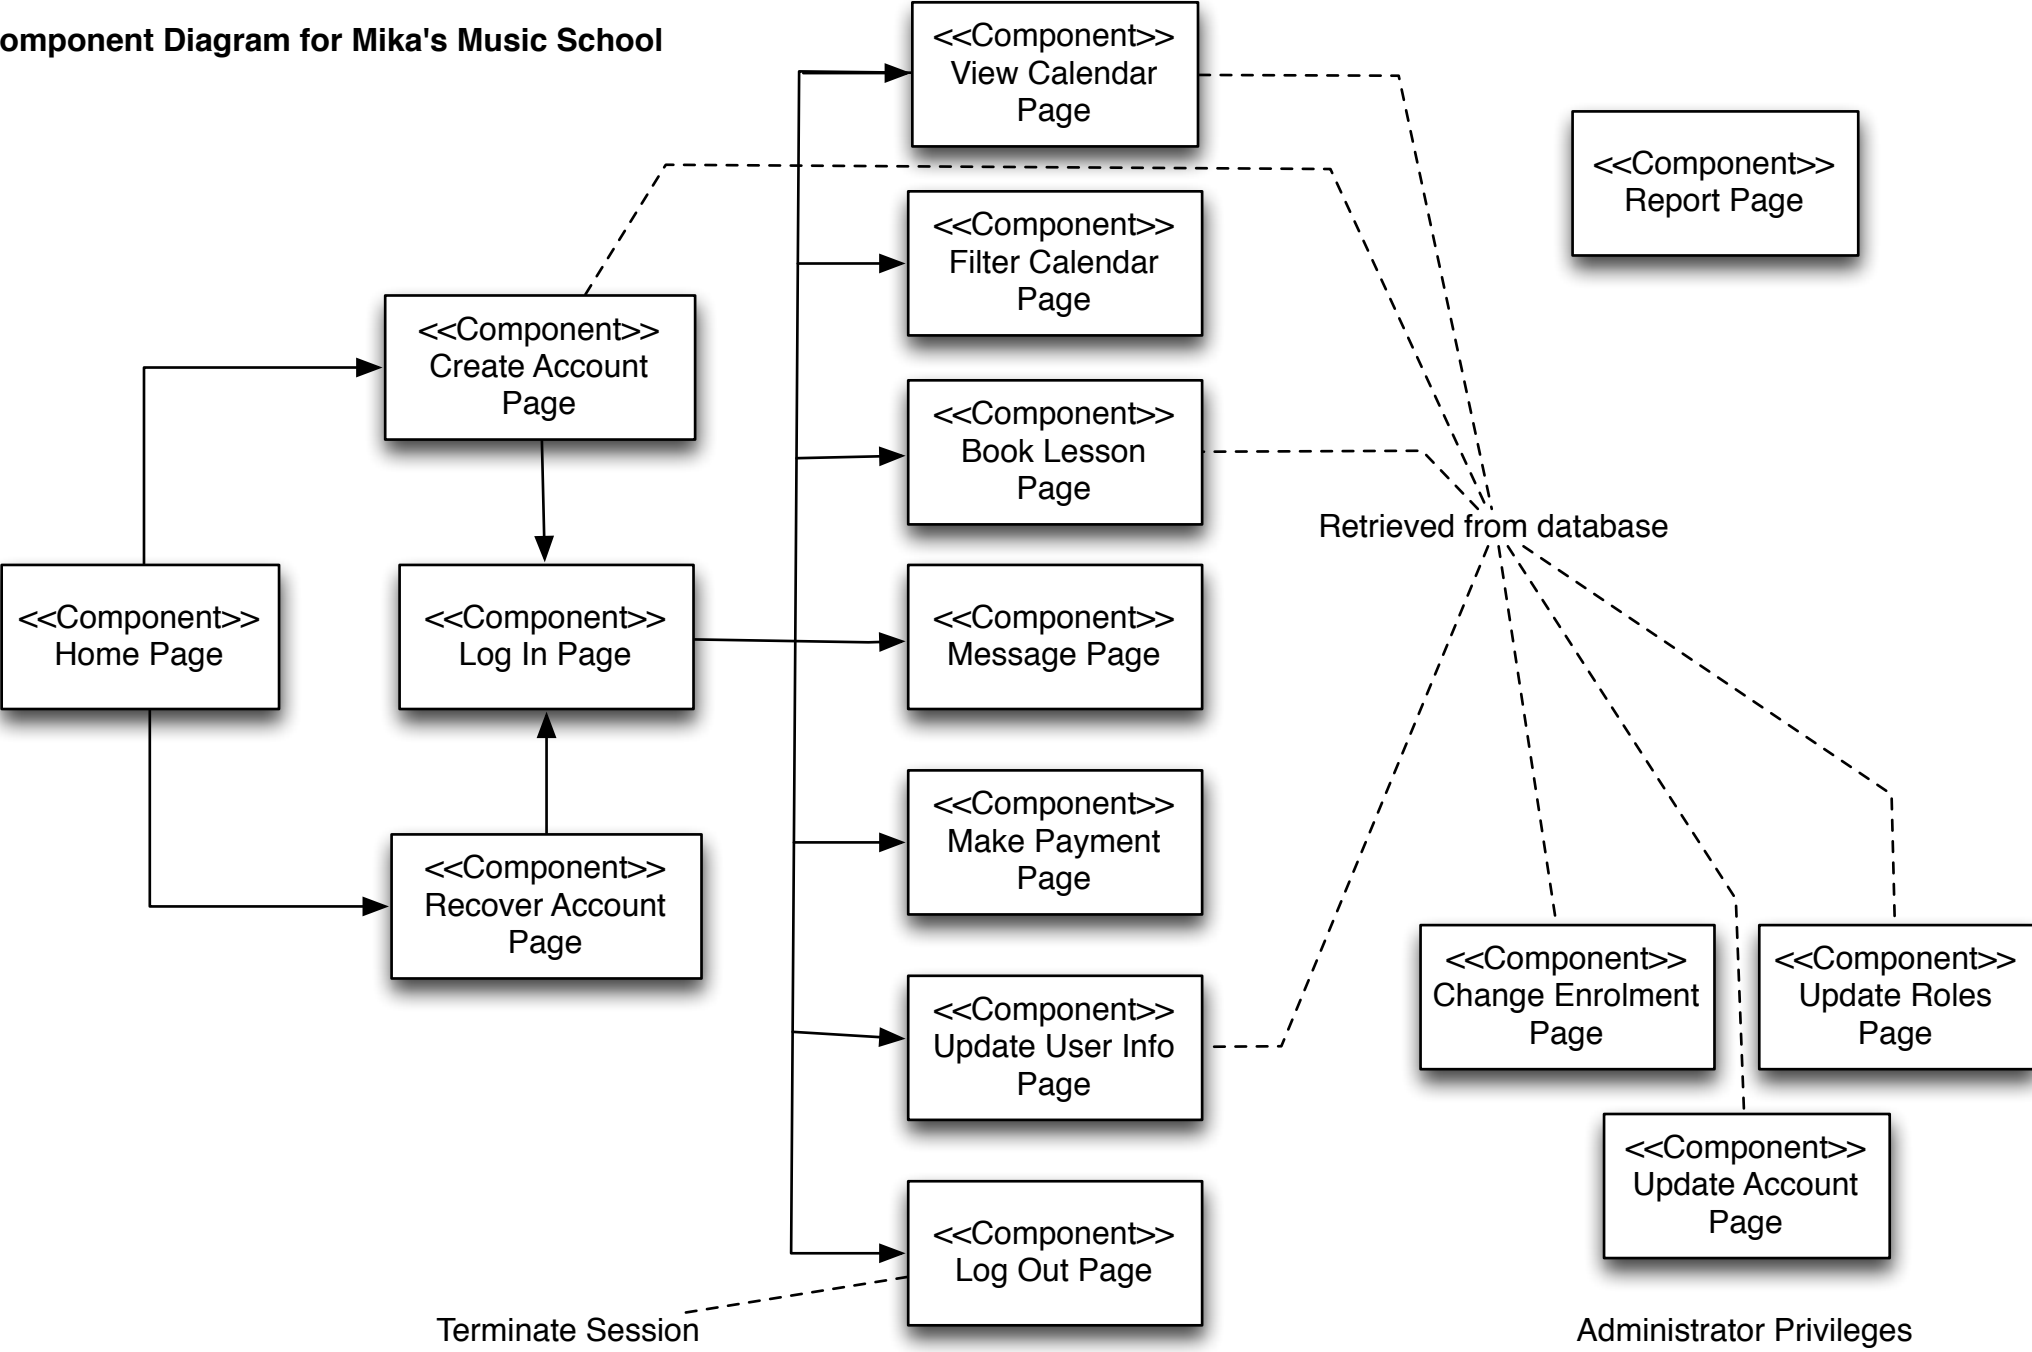 omponent Diagram for Mika's Music School
<<Component>>
View Calendar
Page
<<Component>>
Report Page
<<Component>>
Filter Calendar
Page
<<Component>>
Create Account
Page
<<Component>>
Book Lesson
Page
Retrieved from database
<<Component>>
Home Page
<<Component>>
Log In Page
<<Component>>
Message Page
<<Component>>
Make Payment
Page
<<Component>>
Recover Account
Page
<<Component>>
Change Enrolment
Page
<<Component>>
Update Roles
Page
<<Component>>
Update User Info
Page
<<Component>>
Update Account
Page
<<Component>>
Log Out Page
Terminate Session
Administrator Privileges